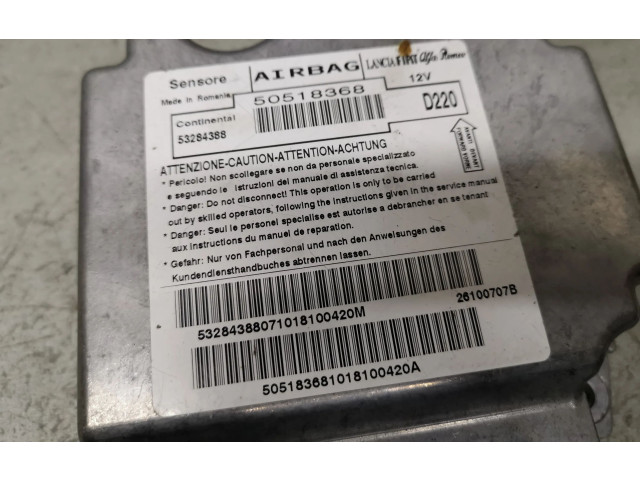 Sensore AIRBAG LANCIA FIAT Alfa Romeo
Made in Romania 50518368 12V
Continental D220
53284388
ATTENZIONE-CAUTION-ATTENTION-ACHTUNG
* Pericolo! Non scollegare se non da personale specializzato
e seguendo le istruzioni del manuale di assistenza tecnica.
* Danger: Do not disconnect! This operation is only to be carried
out by skilled operators, following the instructions given in the service manual
* Danger: Seul le personel specialise est autorise a debrancher en se tenant
aux instructions du manuel de reparation.
* Gefahr: Nur von Fachpersonal und nach den Anweisungen des
Kundendiensthandbuches abtrennen lassen.
53284388071018100420M 26100707B
505183681018100420A